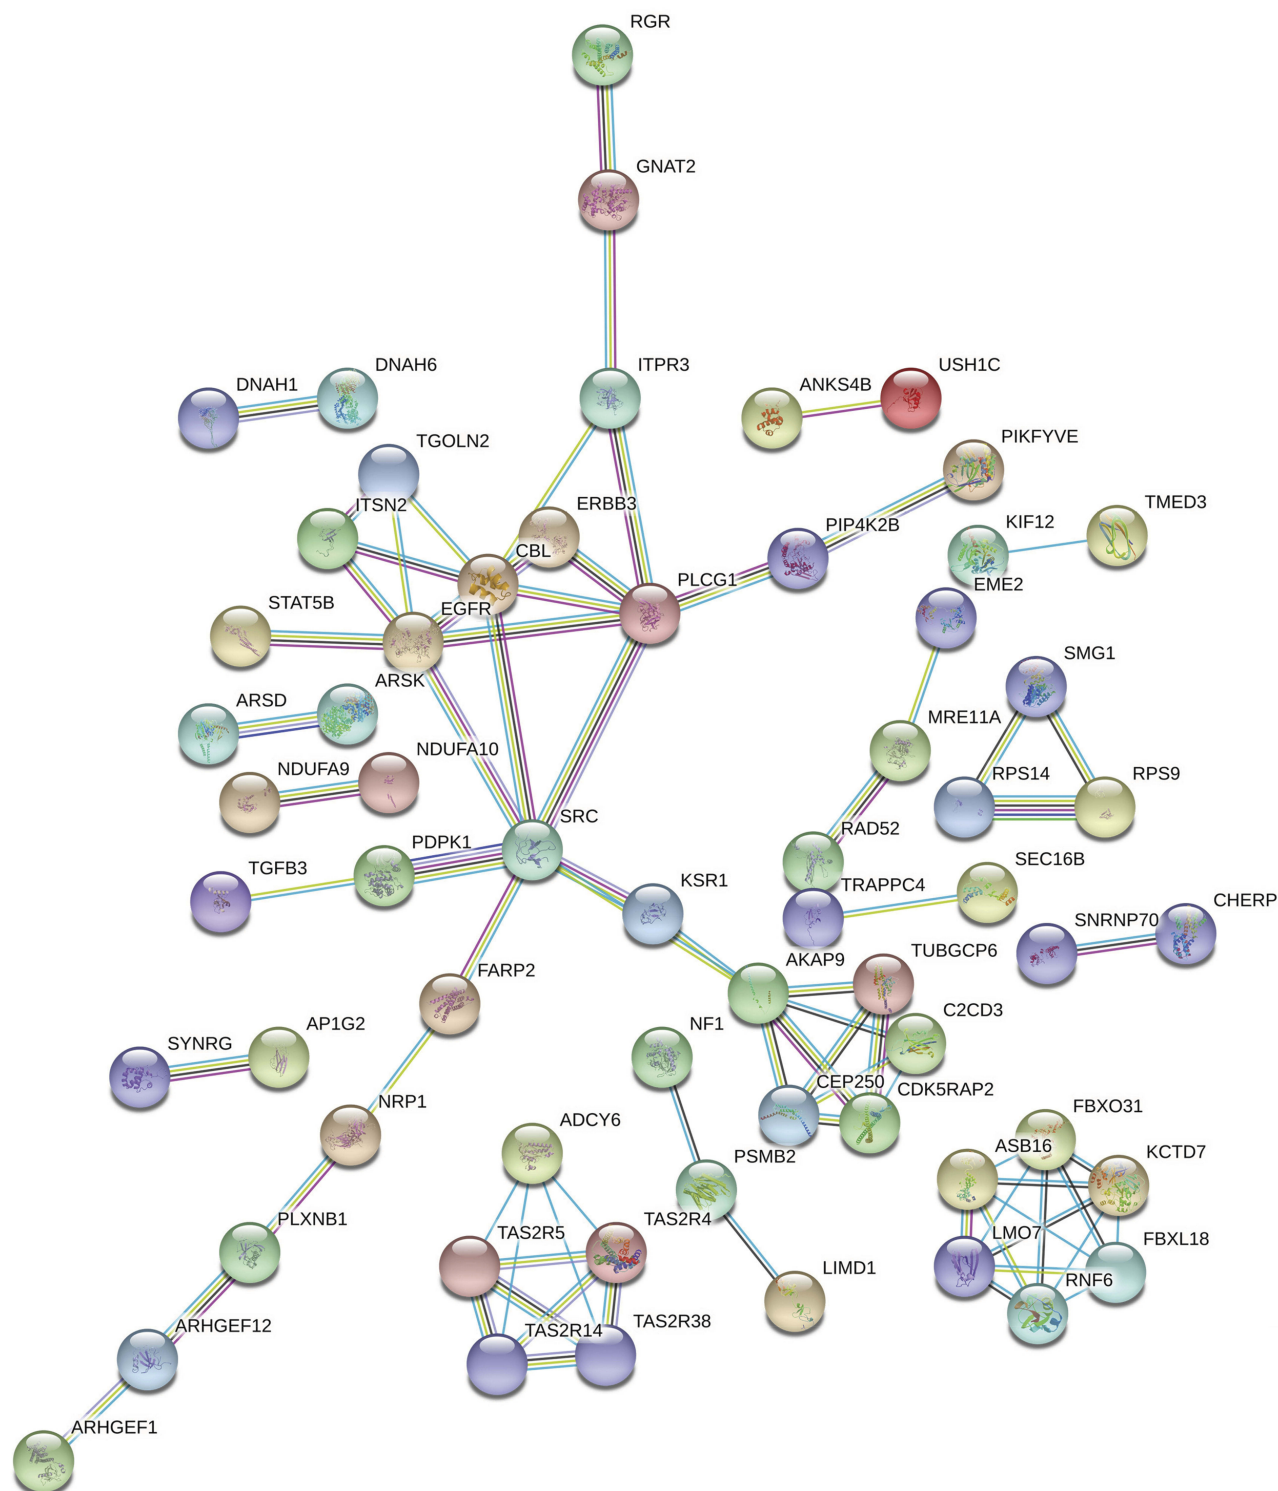 RGR
GNAT2
ITPR3
DNAH6
DNAH1
ANKS4B
USH1C
TGOLN2
PIKFYVE
ITSN2
ERBB3
TMED3
PIP4K2B
KIF12
CBL
PLCG1
EME2
STAT5B
EGFR
SMG1
ARSK
ARSD
MRE11A
NDUFA10
NDUFA9
RPS14
RPS9
SRC
RAD52
PDPK1
SEC16B
TGFB3
KSR1
TRAPPC4
CHERP
SNRNP70
TUBGCP6
AKAP9
FARP2
C2CD3
NF1
AP1G2
SYNRG
CEP250
CDK5RAP2
NRP1
FBXO31
ADCY6
ASB16
KCTD7
PSMB2
PLXNB1
TAS2R4
TAS2R5
LMO7
FBXL18
LIMD1
RNF6
ARHGEF12
TAS2R14
TAS2R38
ARHGEF1